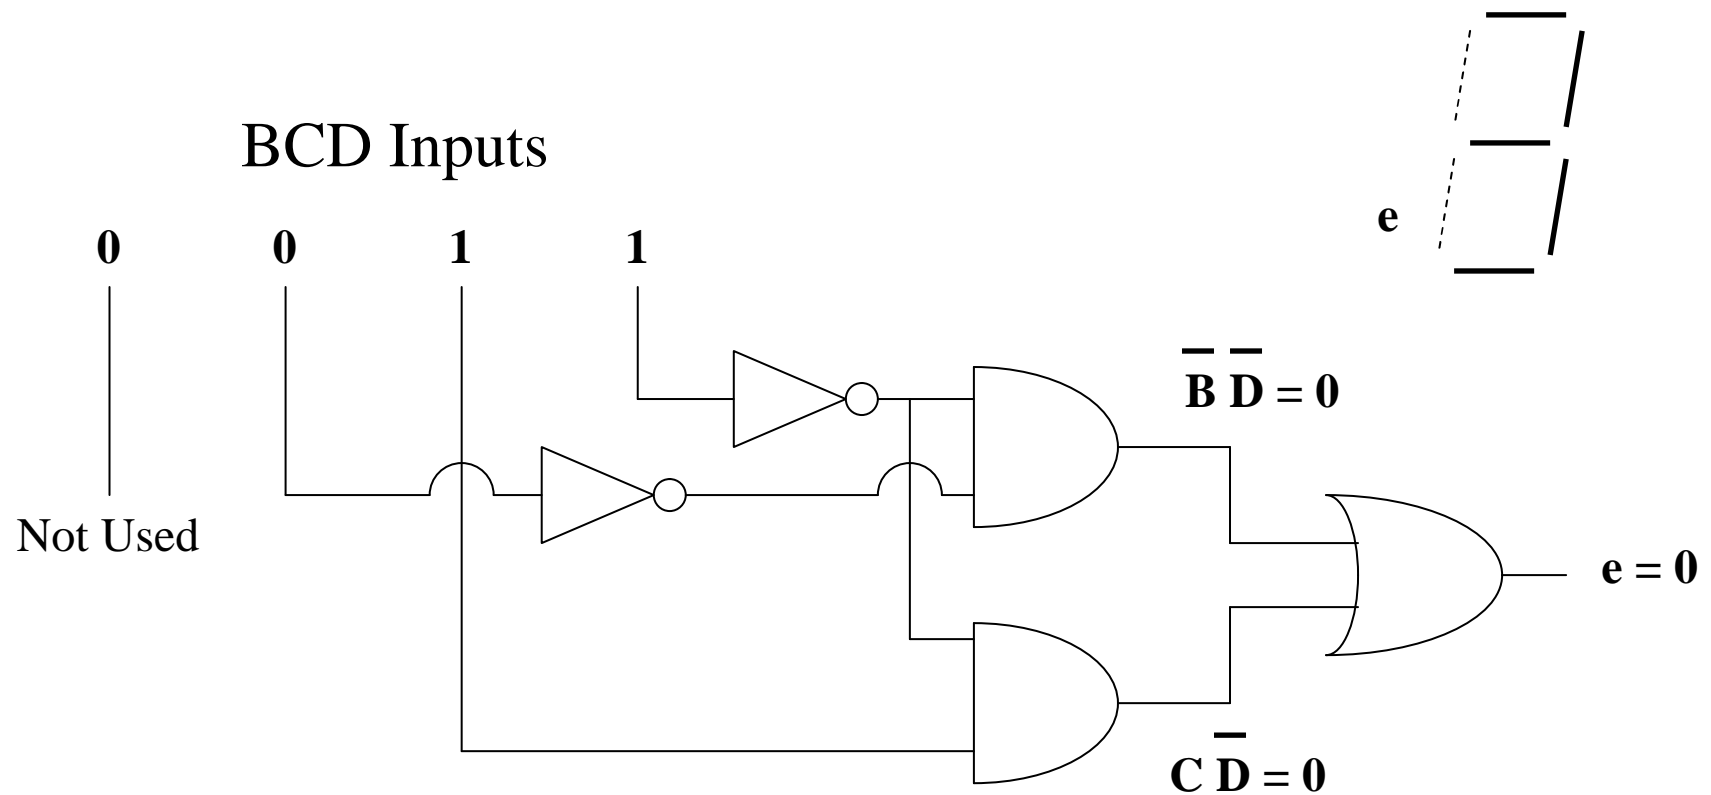 BCD Inputs
e
0 0 1 1
B̅ D̅ = 0
Not Used
e = 0
C D̅ = 0